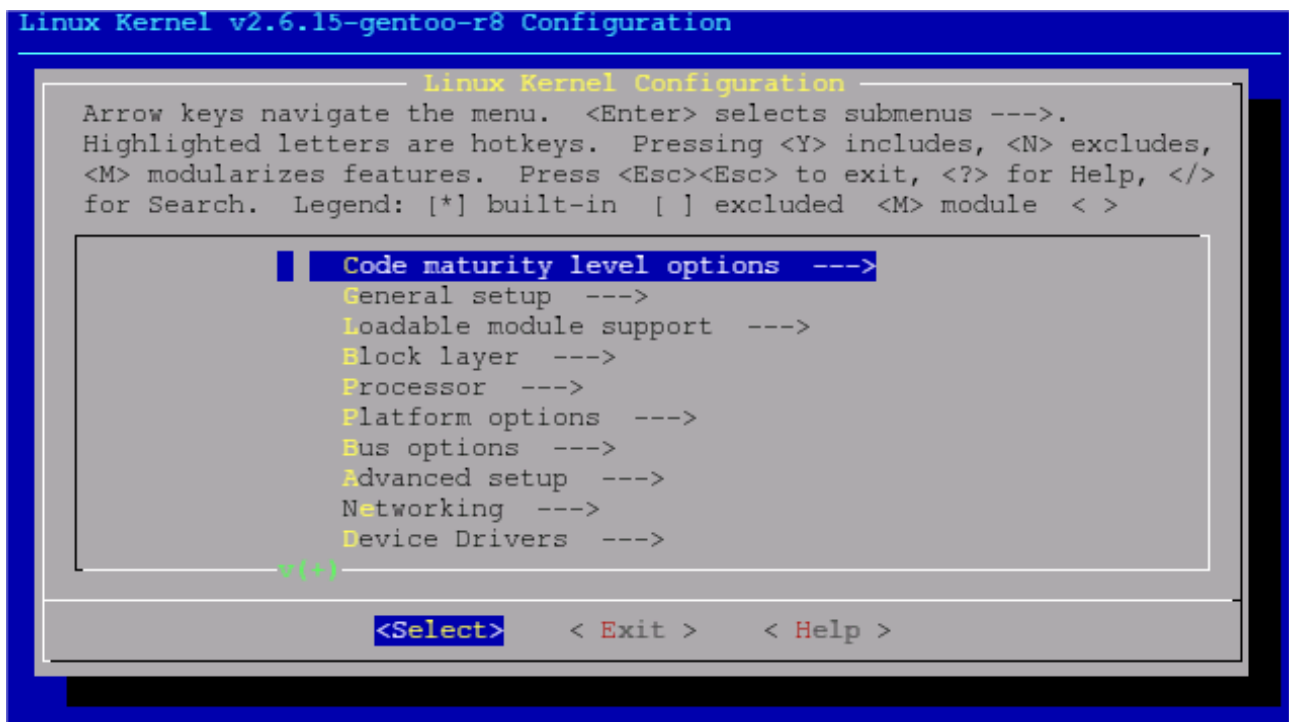 Linux Kernel v2.6.15-gentoo-r8 Configuration
Linux Kernel Configuration
Arrow keys navigate the menu.  <Enter> selects submenus --->.
Highlighted letters are hotkeys.  Pressing <Y> includes, <N> excludes,
<M> modularizes features.  Press <Esc><Esc> to exit, <?> for Help, </>
for Search.  Legend: [*] built-in  [ ] excluded  <M> module  < >
Code maturity level options  --->
General setup  --->
Loadable module support  --->
Block layer  --->
Processor  --->
Platform options  --->
Bus options  --->
Advanced setup  --->
Networking  --->
Device Drivers  --->
v(+)
<Select>    < Exit >    < Help >